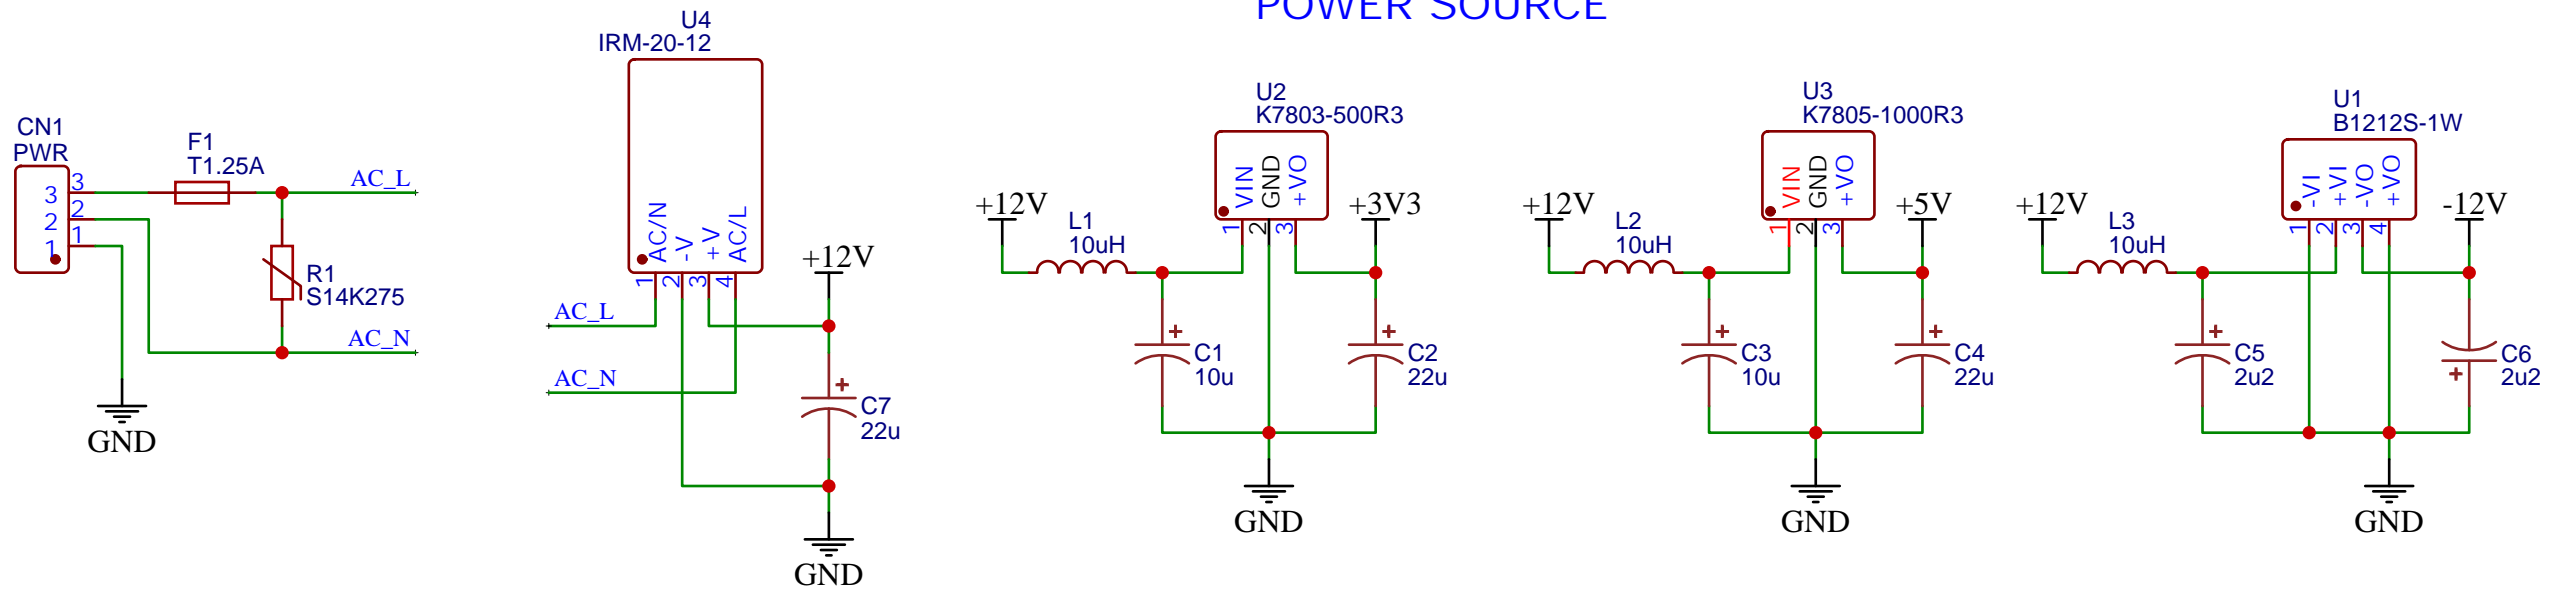 POWER SOURCE
CN1
PWR
3
2
1
3
2
1
F1
T1.25A
AC_L
R1
S14K275
AC_N
GND
U4
IRM-20-12
AC/N
-V
+V
AC/L
1
2
3
4
AC_L
AC_N
+12V
+
C7
22u
GND
U2
K7803-500R3
VIN
GND
+VO
1
2
3
+12V
L1
10uH
+3V3
+
C1
10u
+
C2
22u
GND
U3
K7805-1000R3
VIN
GND
+VO
1
2
3
+12V
L2
10uH
+5V
+
C3
10u
+
C4
22u
GND
U1
B1212S-1W
-VI
+VI
-VO
+VO
1
2
3
4
+12V
L3
10uH
-12V
+
C5
2u2
+
C6
2u2
GND